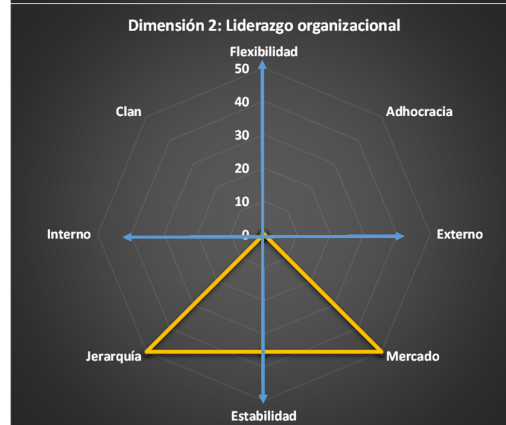 Dimensión 2: Liderazgo organizacional
Flexibilidad
50
40
30
20
10
0
Clan
Adhocracia
Interno
Externo
Jerarquía
Mercado
Estabilidad